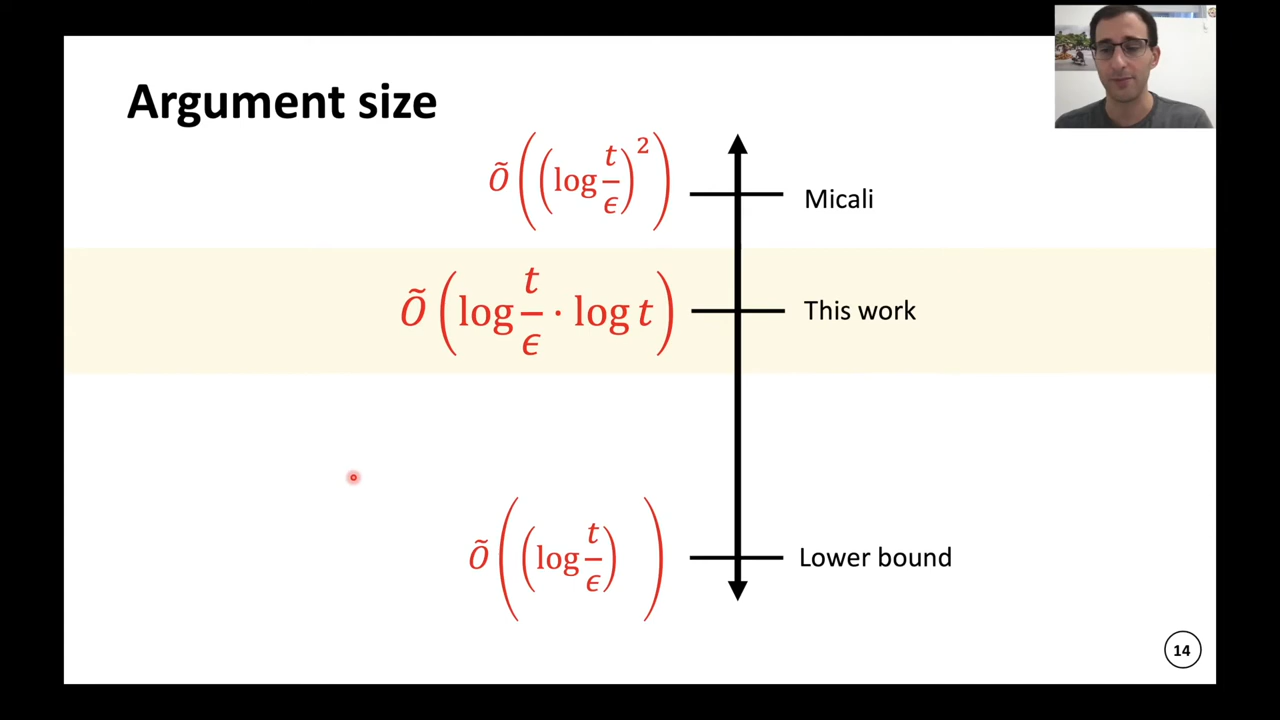 Argument size
Õ((log t/ϵ)²) Micali
Õ(log t/ϵ · log t) This work
Õ((log t/ϵ)) Lower bound
14